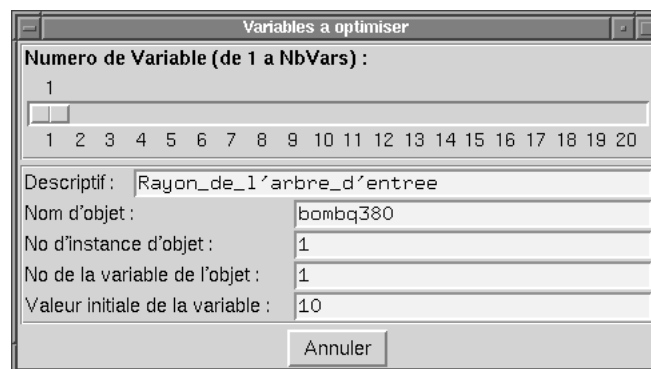 Variables a optimiser
Numero de Variable (de 1 a NbVars) :
1
1 2 3 4 5 6 7 8 9 10 11 12 13 14 15 16 17 18 19 20
Descriptif : Rayon_de_l'arbre_d'entree
Nom d'objet : bombq380
No d'instance d'objet : 1
No de la variable de l'objet : 1
Valeur initiale de la variable : 10
Annuler